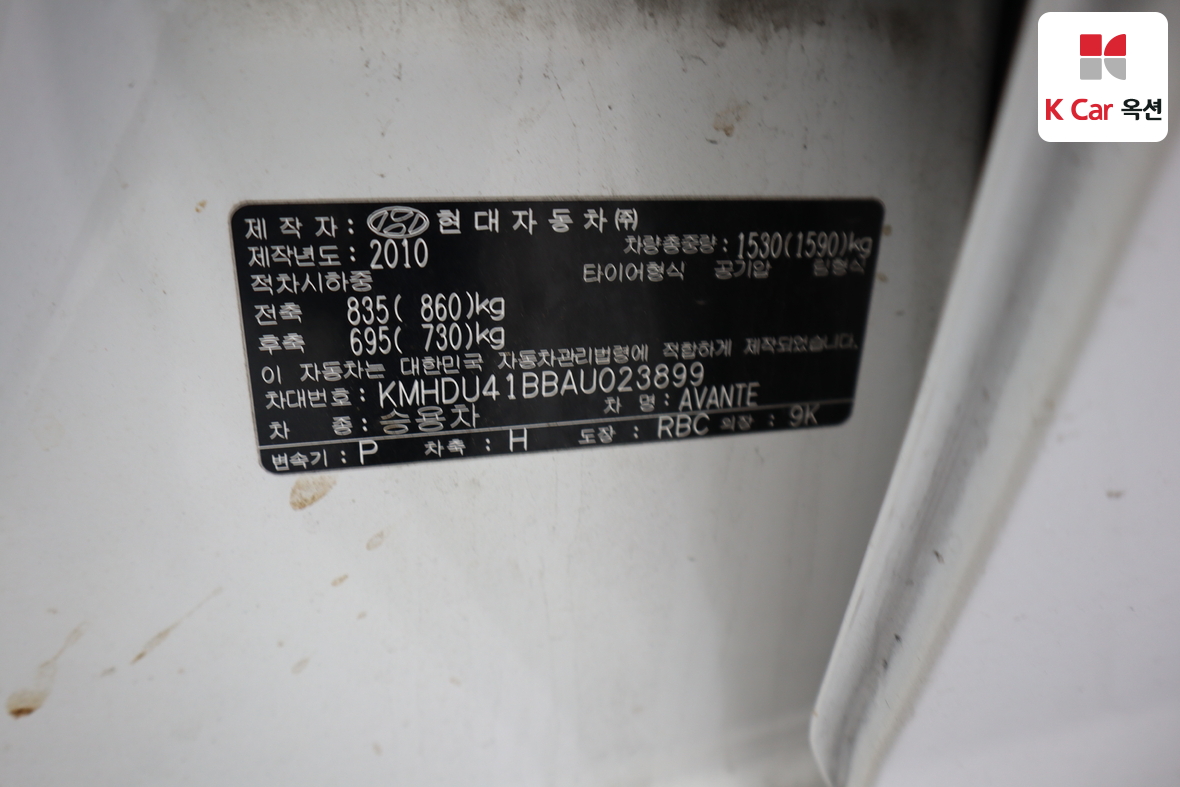 K Car 옥션
제 작 자 : 현 대 자 동 차 ㈜
제작년도 : 2010 차량총중량 : 1530(1590)kg
적차시하중 타이어형식 공기압 림형식
전축 835( 860)kg
후축 695( 730)kg
이 자동차는 대한민국 자동차관리법령에 적합하게 제작되었습니다.
차대번호 : KMHDU41BBAU023899
차 종 : 승용차 차 명 : AVANTE
변속기 : P 차축 : H 도장 : RBC 의장 : 9K